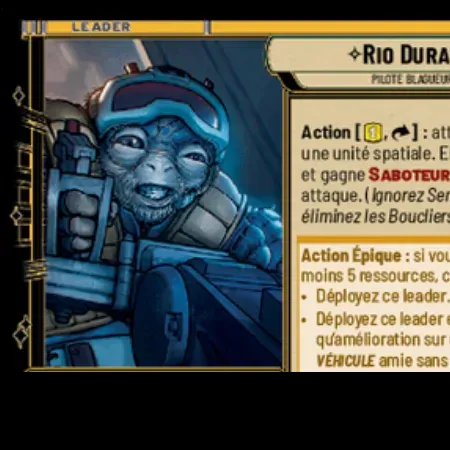 LEADER
RIO DURA
PILOTE BLAGUEUR
Action [1, ] : att
une unité spatiale. E
et gagne SABOTEUR
attaque. (Ignorez Sen
éliminez les Boucliers
Action Épique : si vou
moins 5 ressources, c
• Déployez ce leader.
• Déployez ce leader e
qu'amélioration sur
VÉHICULE amie sans